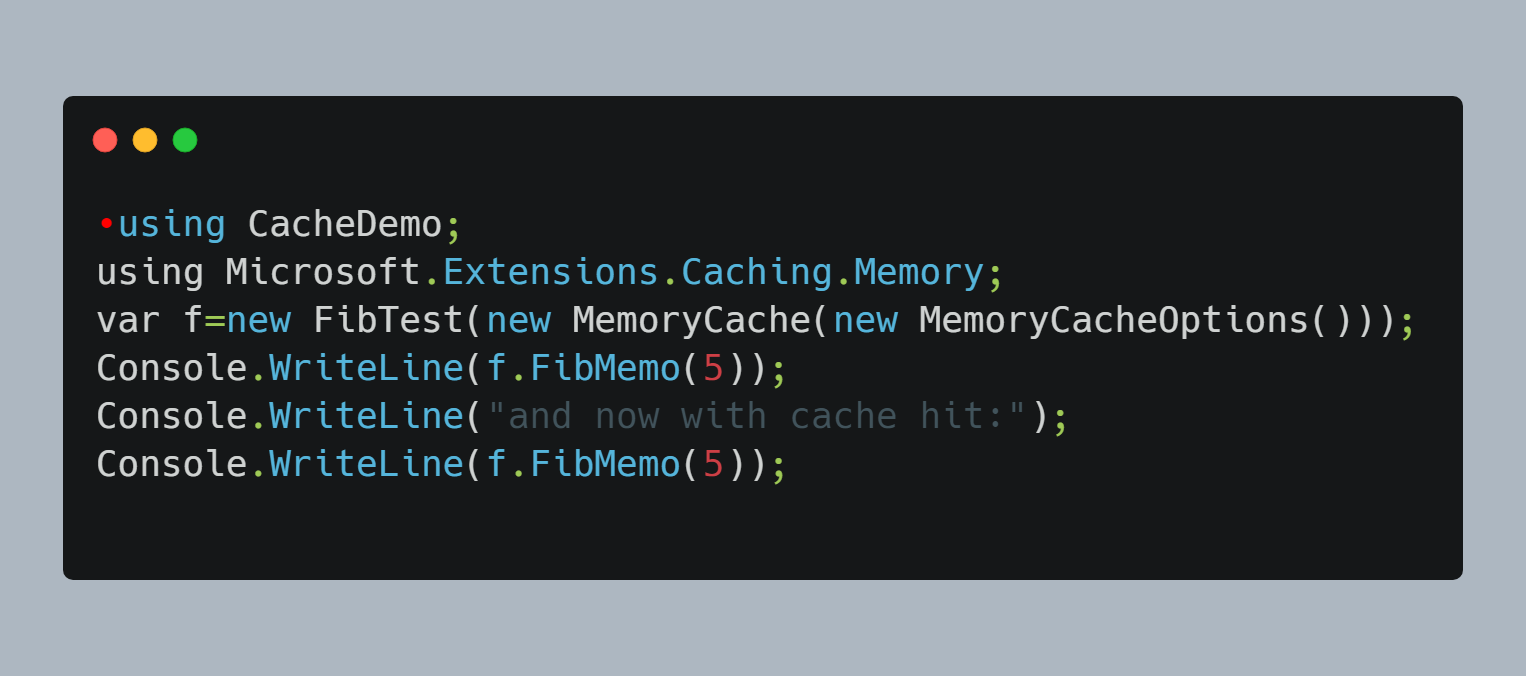 •using CacheDemo;
using Microsoft.Extensions.Caching.Memory;
var f=new FibTest(new MemoryCache(new MemoryCacheOptions()));
Console.WriteLine(f.FibMemo(5));
Console.WriteLine("and now with cache hit:");
Console.WriteLine(f.FibMemo(5));